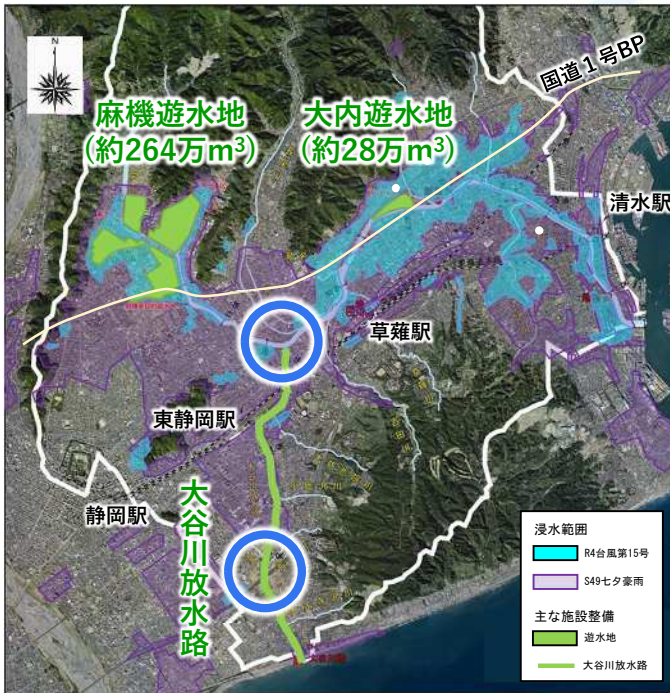 N
国道1号BP
麻機遊水地
(約264万m³)
大内遊水地
(約28万m³)
清水駅
草薙駅
東静岡駅
静岡駅
大谷川放水路
浸水範囲
R4台風第15号
S49七夕豪雨
主な施設整備
遊水地
大谷川放水路